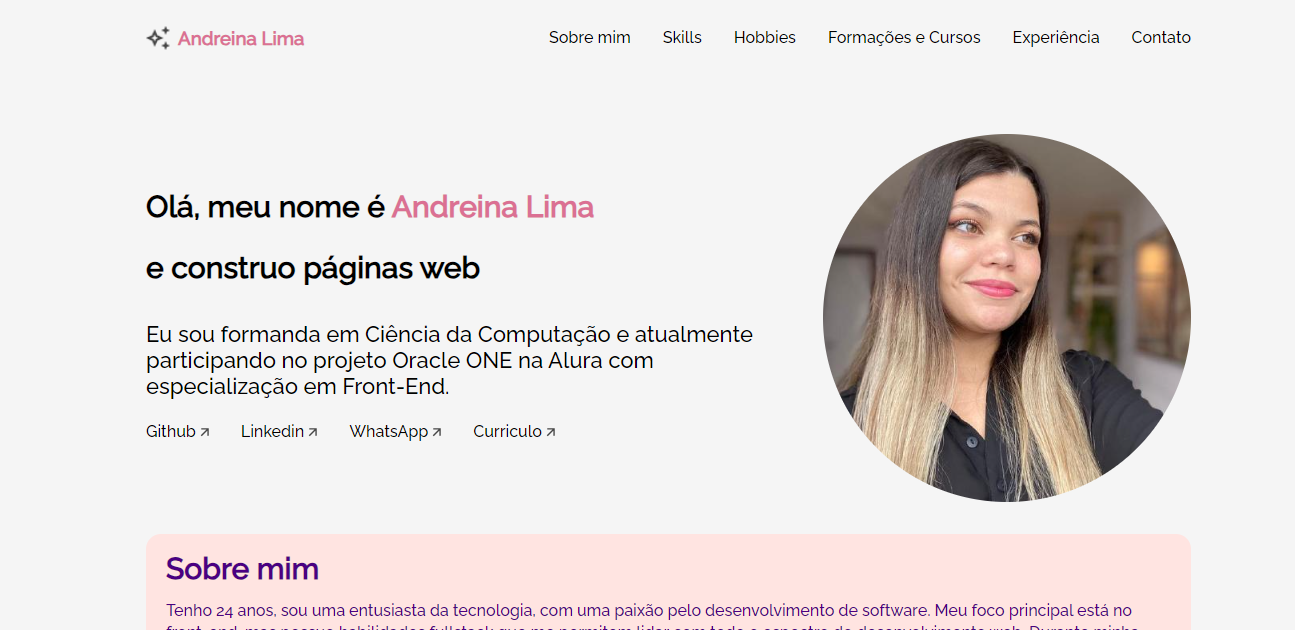 Andreina Lima
Sobre mim Skills Hobbies Formações e Cursos Experiência Contato
Olá, meu nome é Andreina Lima
e construo páginas web
Eu sou formanda em Ciência da Computação e atualmente
participando no projeto Oracle ONE na Alura com
especialização em Front-End.
Github Linkedin WhatsApp Curriculo
Sobre mim
Tenho 24 anos, sou uma entusiasta da tecnologia, com uma paixão pelo desenvolvimento de software. Meu foco principal está no